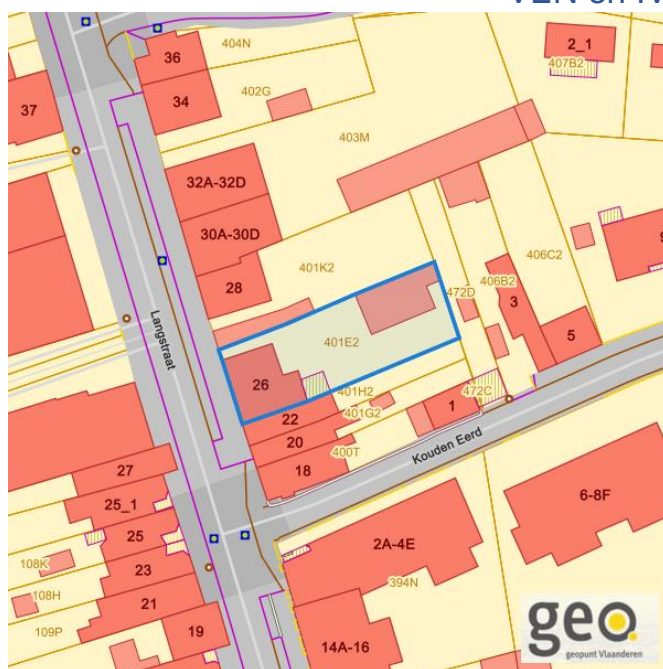 36
404N
2_1
407B2
37
34
402G
403M
32A-32D
30A-30D
28
401K2
406C2
9
472D
406B2
3
5
Langstraat
401E2
26
401H2
472C
22
401G2
1
20
400T
Kouden Eerd
18
27
25_1
25
6-8F
2A-4E
108K
23
394N
108H
21
109P
19
14A-16
geo
geopunt Vlaanderen